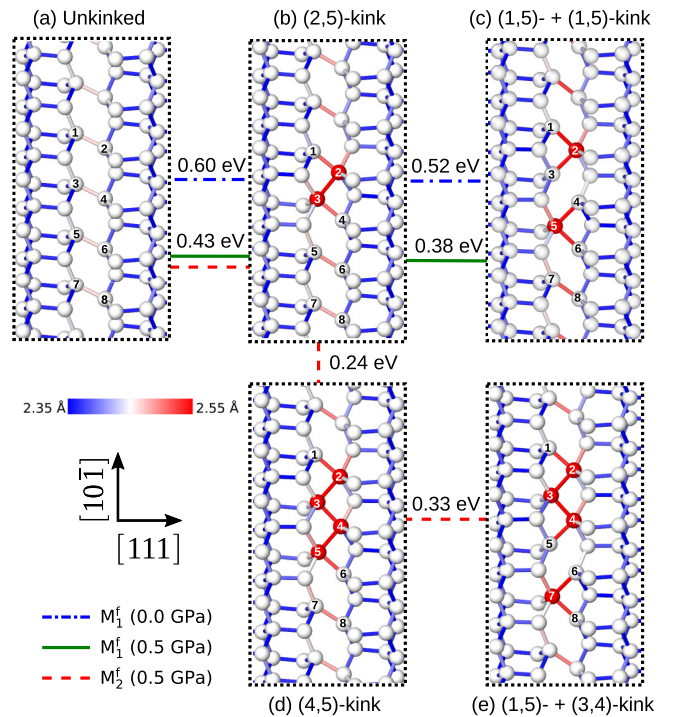 (a) Unkinked
(b) (2,5)-kink
(c) (1,5)- + (1,5)-kink
1
2
3
4
5
6
7
8
0.60 eV
0.43 eV
1
2
3
4
5
6
7
8
0.52 eV
0.38 eV
1
2
3
4
5
6
7
8
0.24 eV
2.35 Å
2.55 Å
[101̅]
[111]
1
2
3
4
5
6
7
8
0.33 eV
1
2
3
4
5
6
7
8
M₁ᶠ (0.0 GPa)
M₁ᶠ (0.5 GPa)
M₂ᶠ (0.5 GPa)
(d) (4,5)-kink
(e) (1,5)- + (3,4)-kink